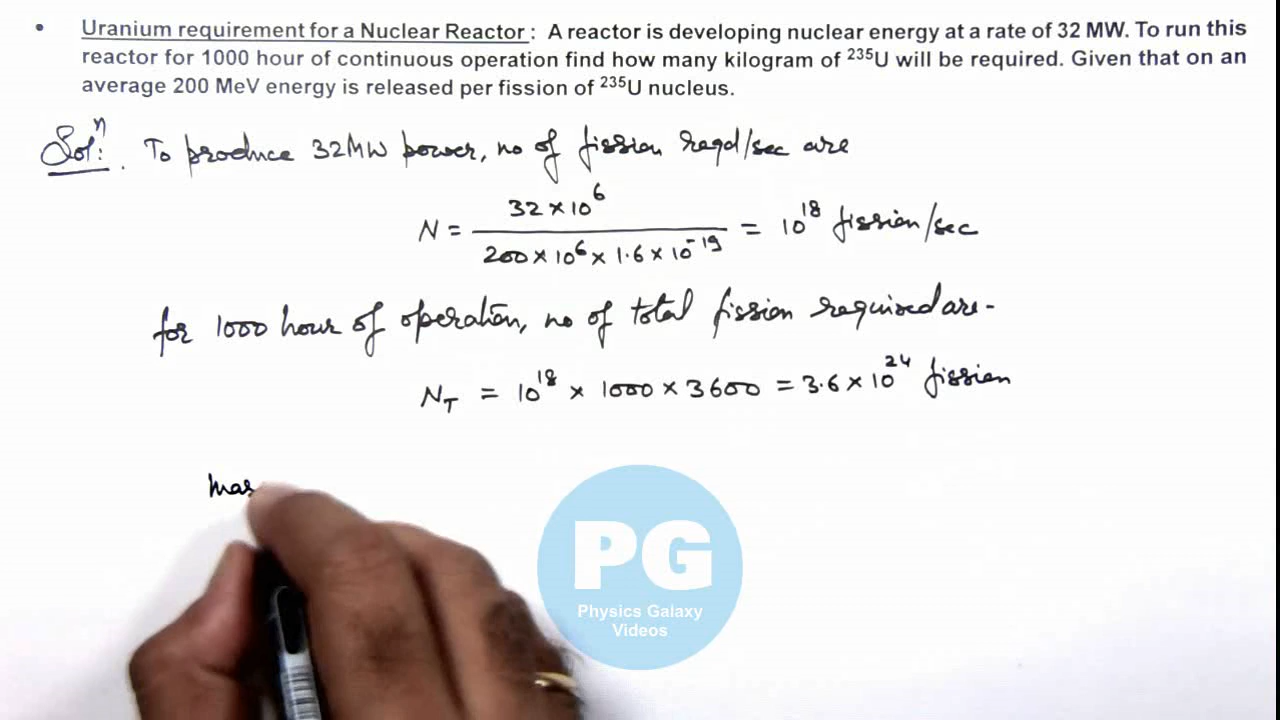 • Uranium requirement for a Nuclear Reactor : A reactor is developing nuclear energy at a rate of 32 MW. To run this
reactor for 1000 hour of continuous operation find how many kilogram of ²³⁵U will be required. Given that on an
average 200 MeV energy is released per fission of ²³⁵U nucleus.
Solⁿ: To produce 32MW power, no of fission reqd/sec are
N = 32 × 10⁶ / 200 × 10⁶ × 1.6 × 10⁻¹⁹ = 10¹⁸ fission/sec
for 1000 hour of operation, no of total fission required are -
N_T = 10¹⁸ × 1000 × 3600 = 3.6 × 10²⁴ fission
mas
PG
Physics Galaxy
Videos